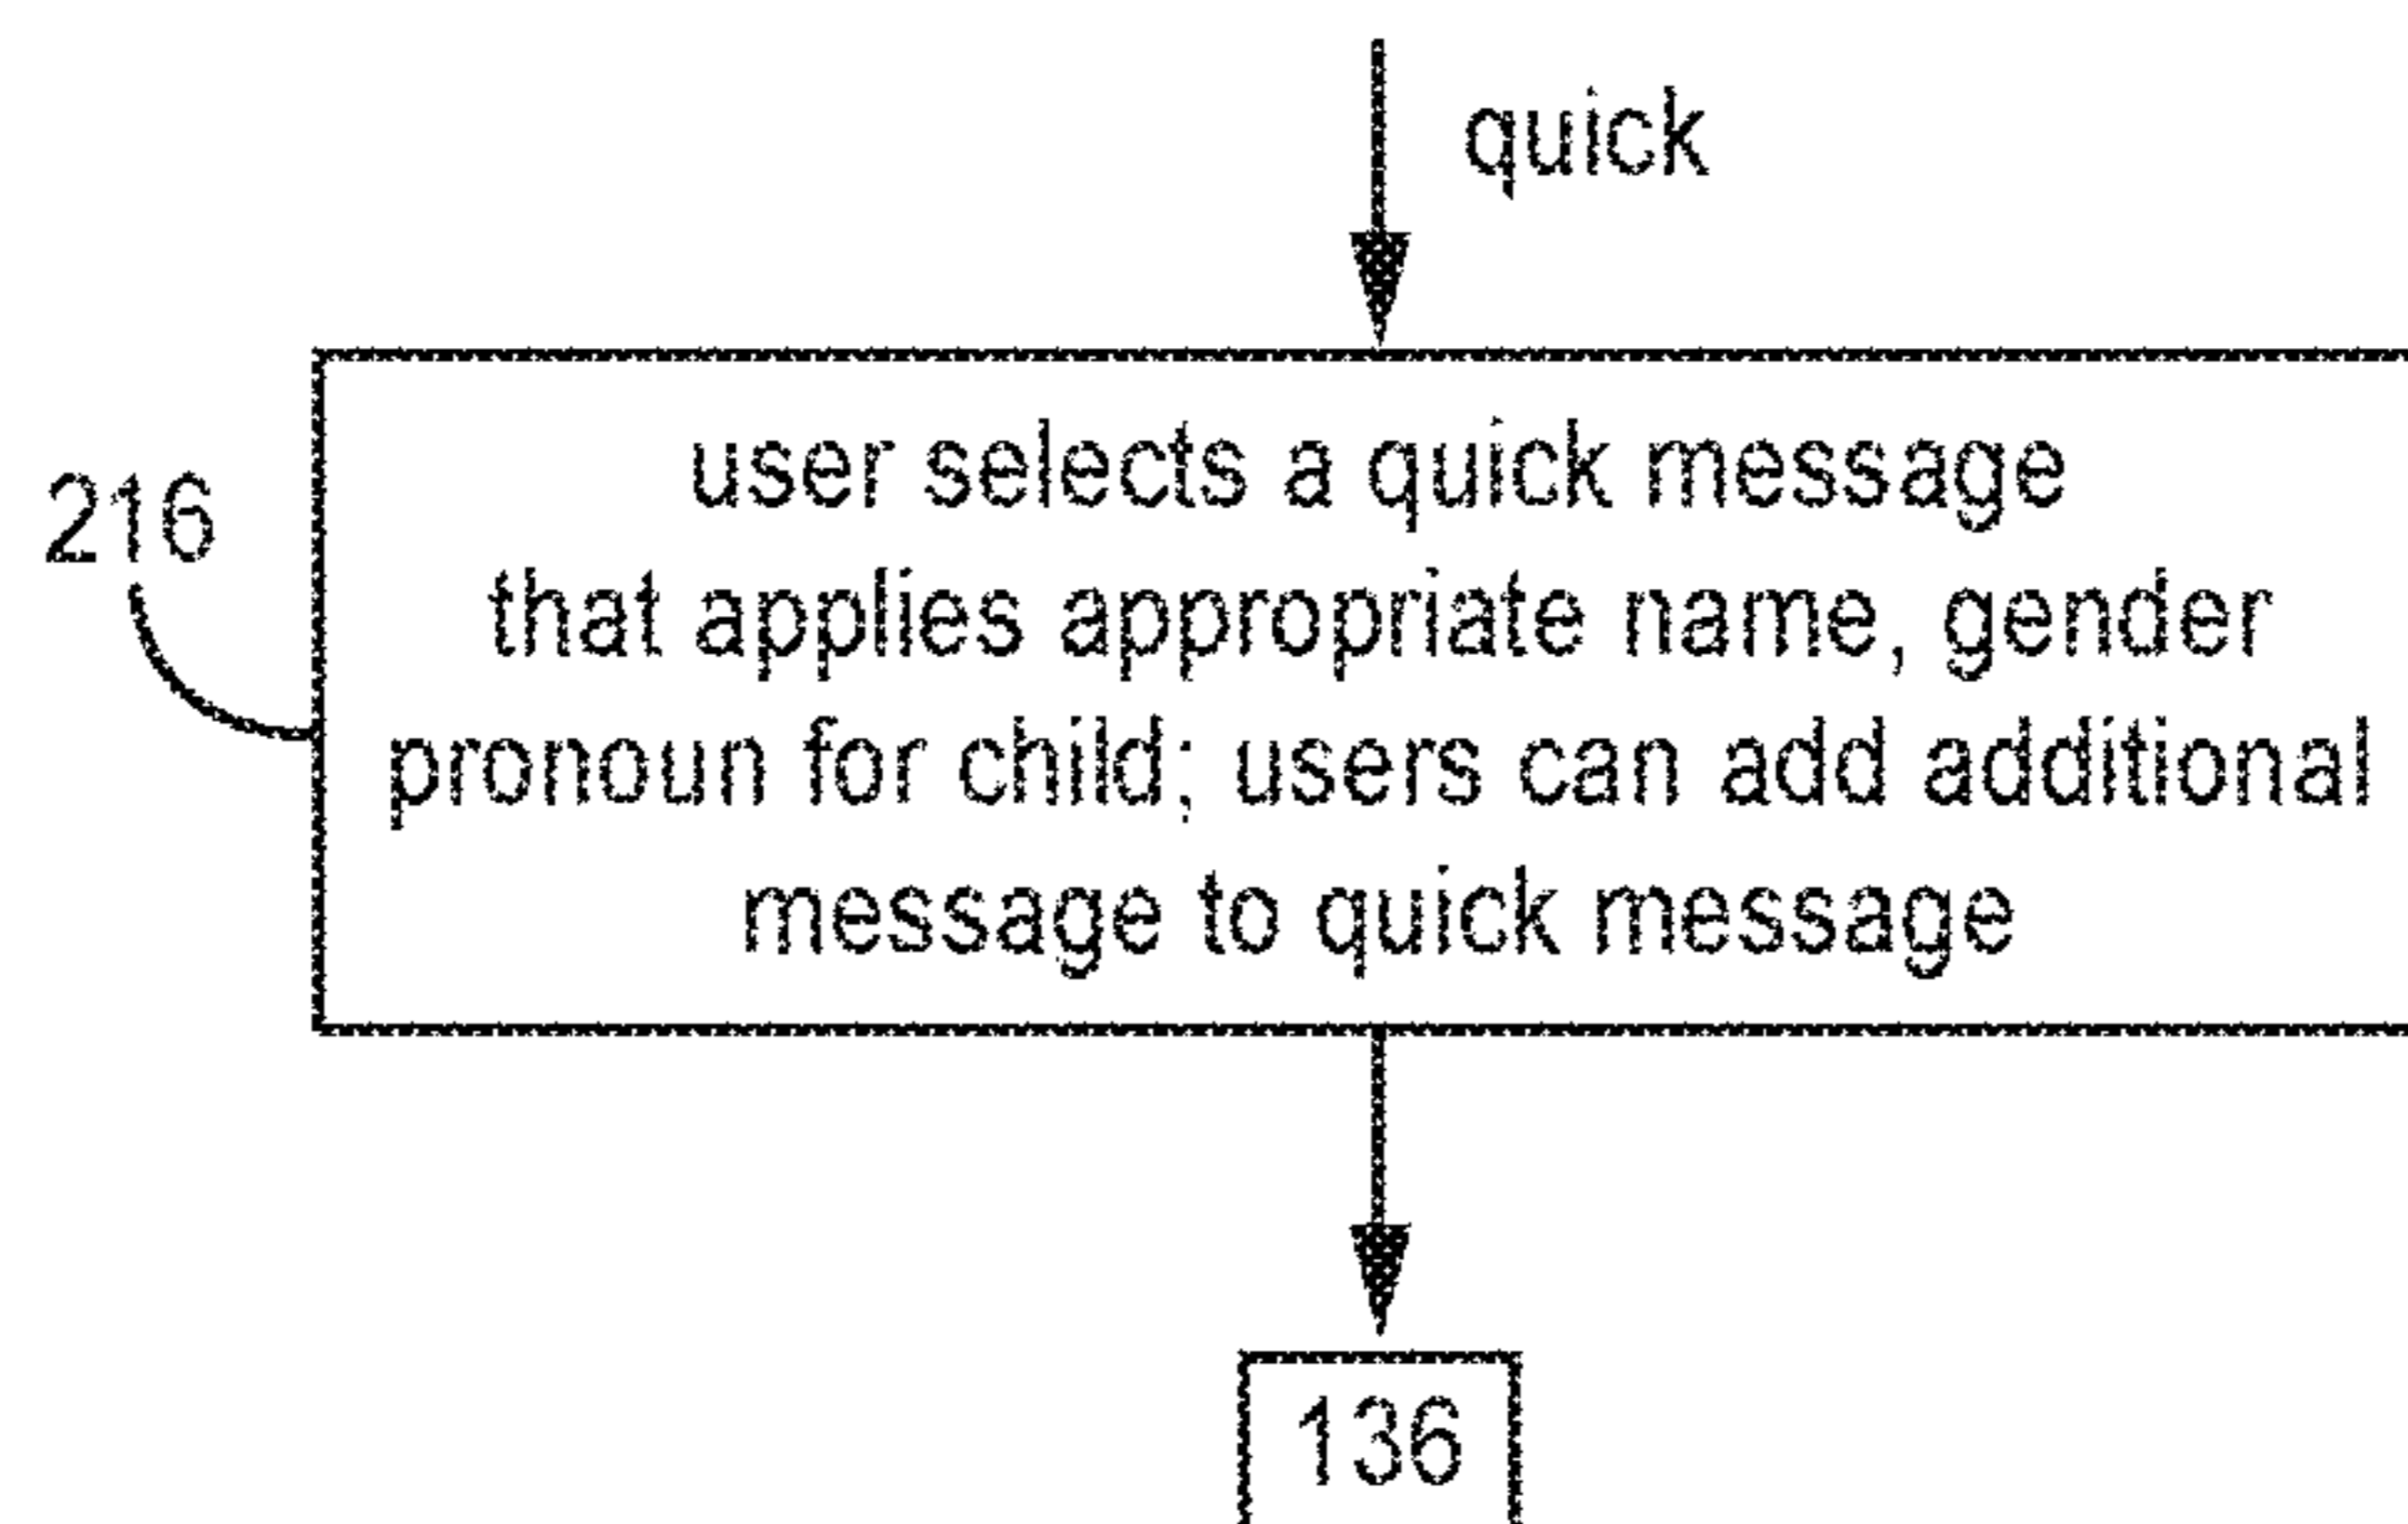 quick
216
user selects a quick message
that applies appropriate name, gender
pronoun for child; users can add additional
message to quick message
136